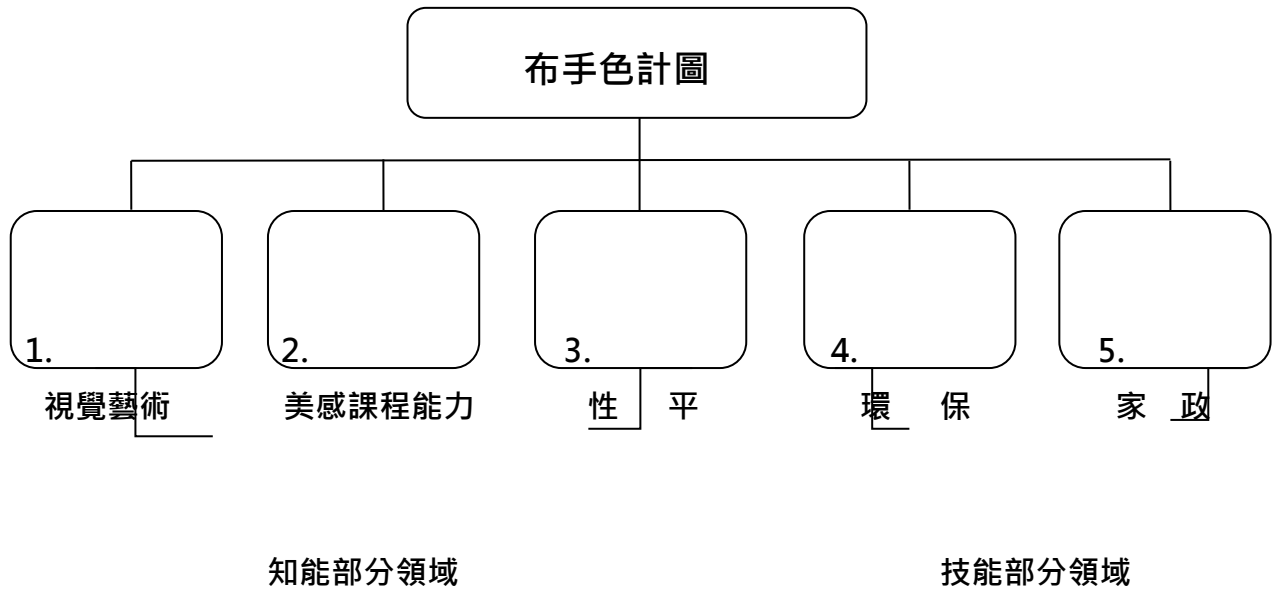 布手色計圖
1.
2.
3.
4.
5.
視覺藝術
美感課程能力
性 平
環 保
家 政
知能部分領域
技能部分領域